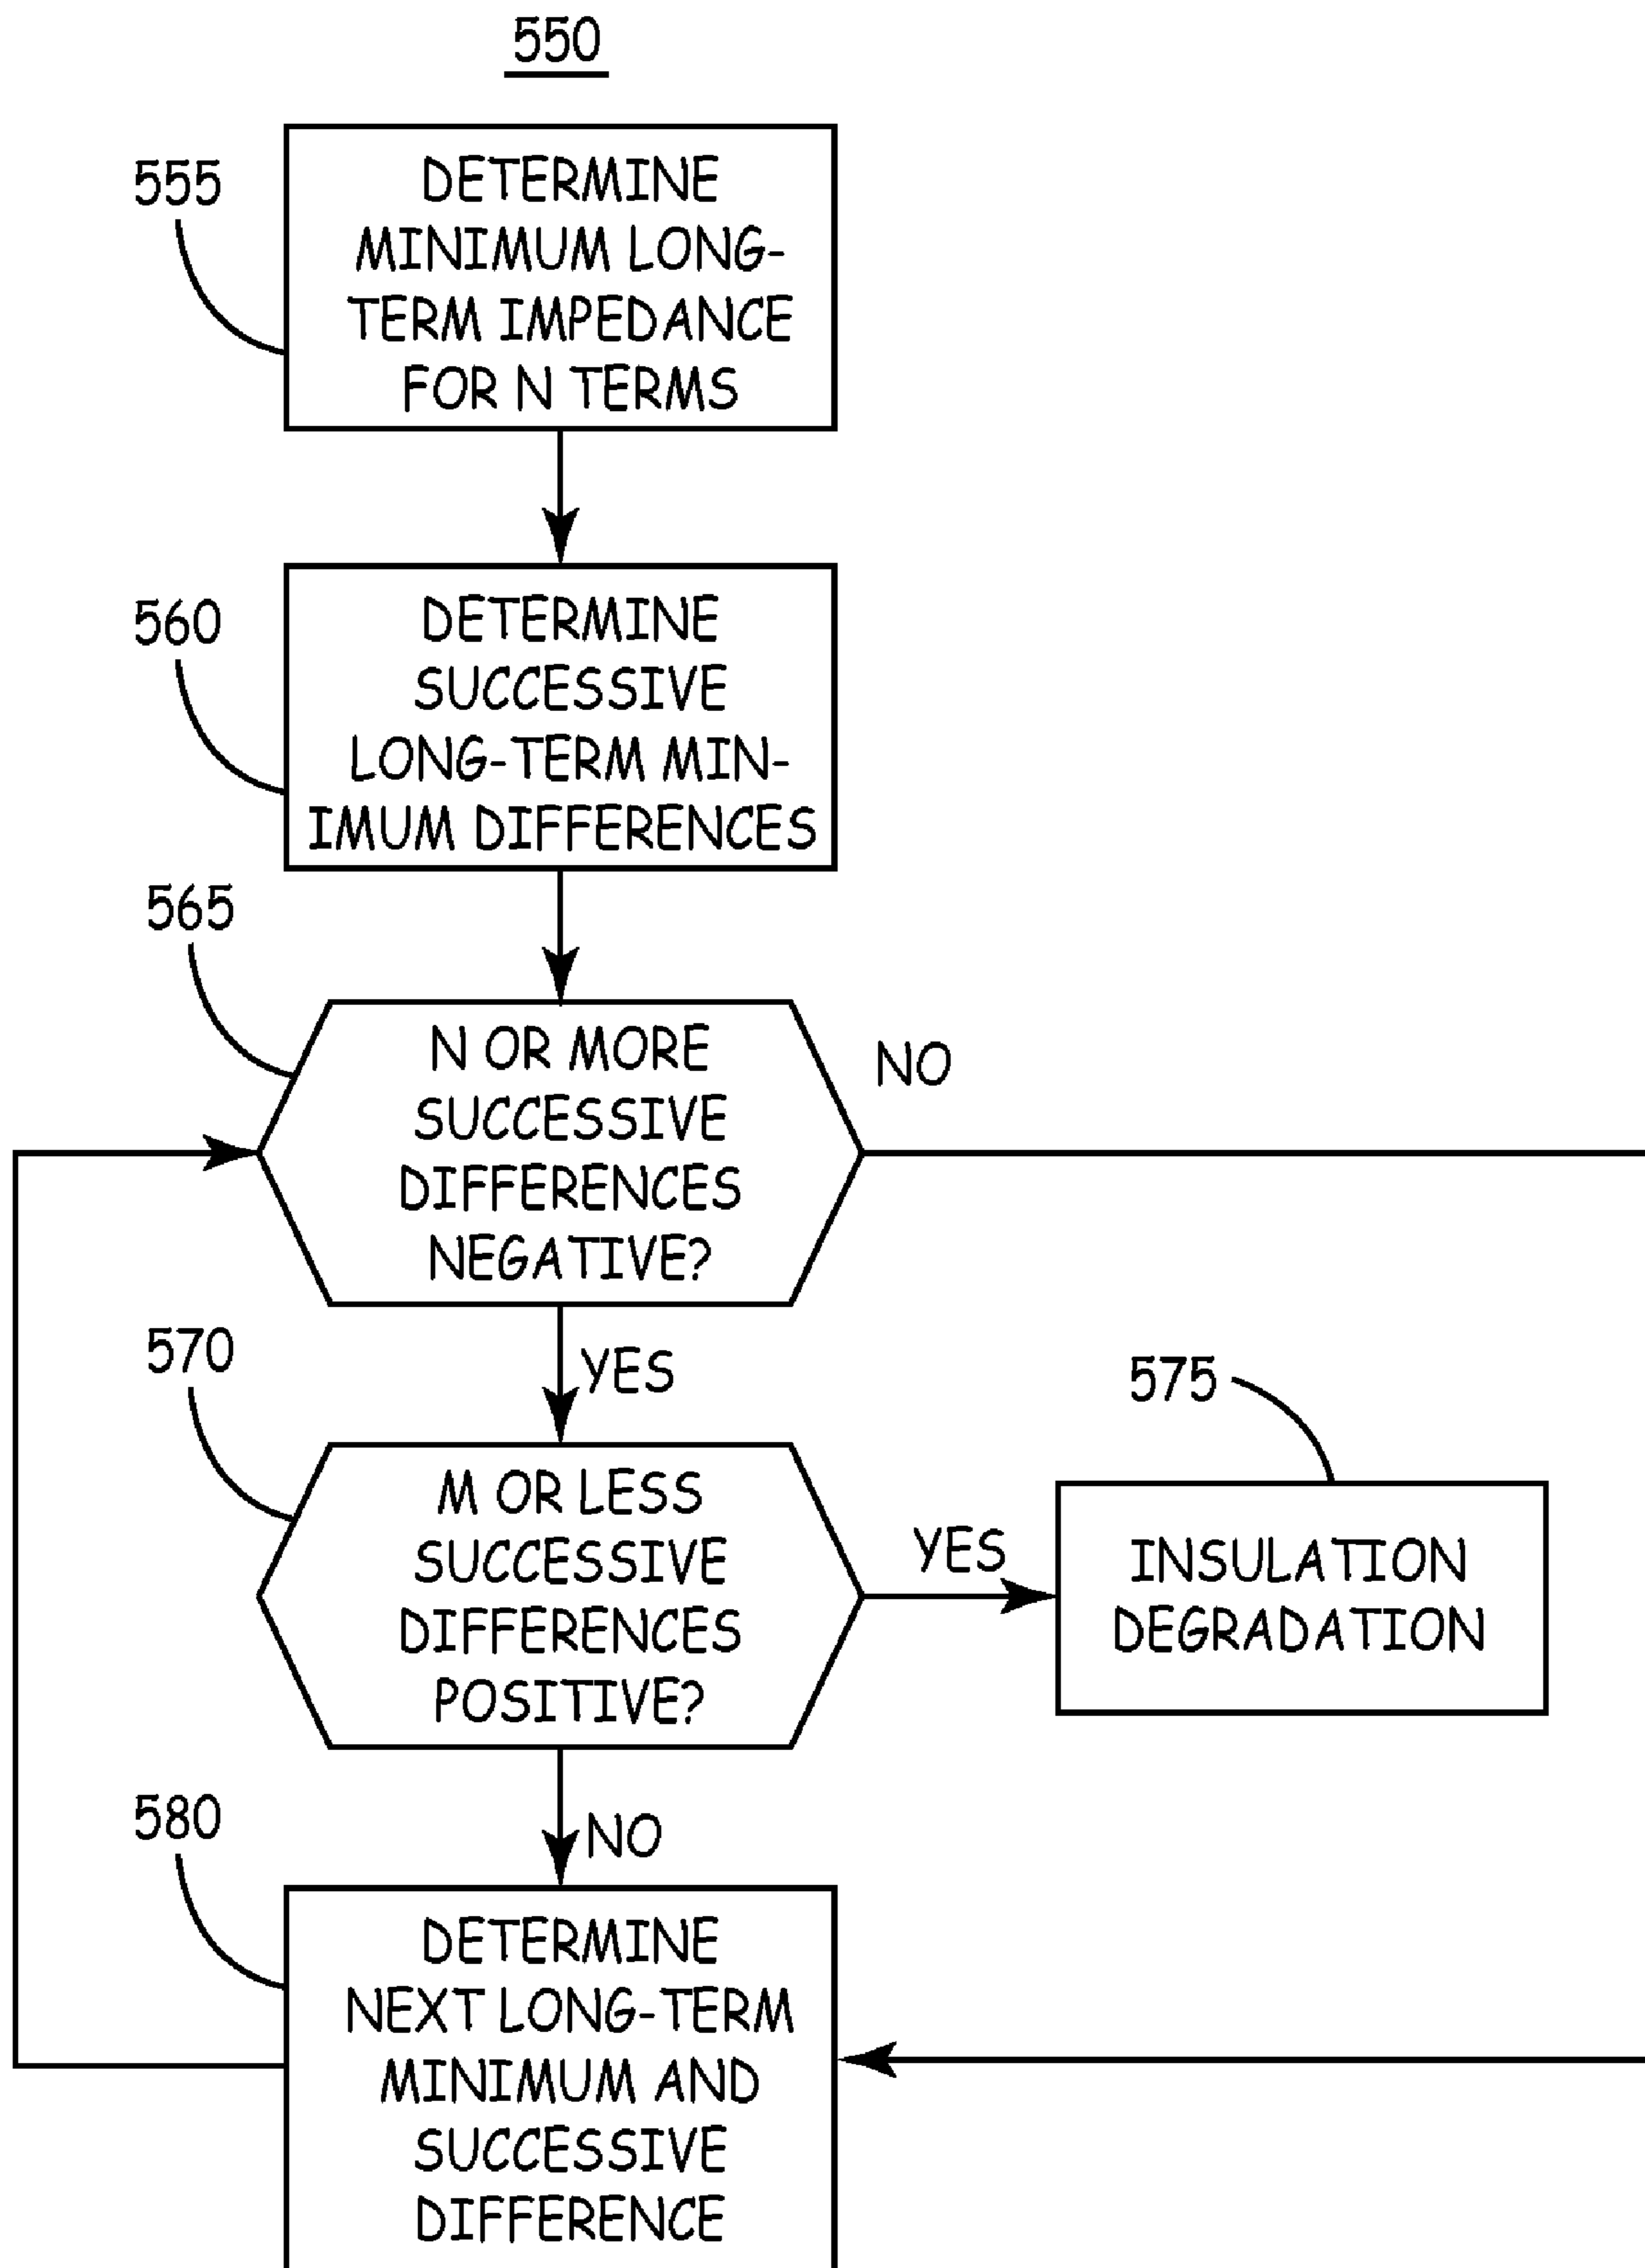 550
555
DETERMINE
MINIMUM LONG-
TERM IMPEDANCE
FOR N TERMS
560
DETERMINE
SUCCESSIVE
LONG-TERM MIN-
IMUM DIFFERENCES
565
N OR MORE
SUCCESSIVE
DIFFERENCES
NEGATIVE?
NO
YES
570
M OR LESS
SUCCESSIVE
DIFFERENCES
POSITIVE?
YES
575
INSULATION
DEGRADATION
NO
580
DETERMINE
NEXT LONG-TERM
MINIMUM AND
SUCCESSIVE
DIFFERENCE